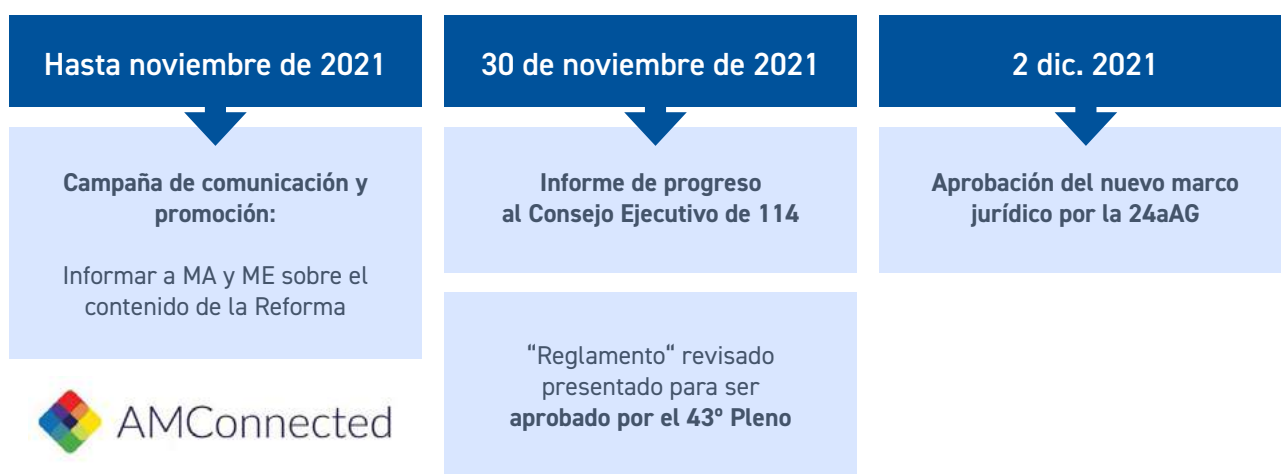 Hasta noviembre de 2021
Campaña de comunicación y
promoción:
Informar a MA y ME sobre el
contenido de la Reforma
AMConnected
30 de noviembre de 2021
Informe de progreso
al Consejo Ejecutivo de 114
“Reglamento“ revisado
presentado para ser
aprobado por el 43º Pleno
2 dic. 2021
Aprobación del nuevo marco
jurídico por la 24aAG